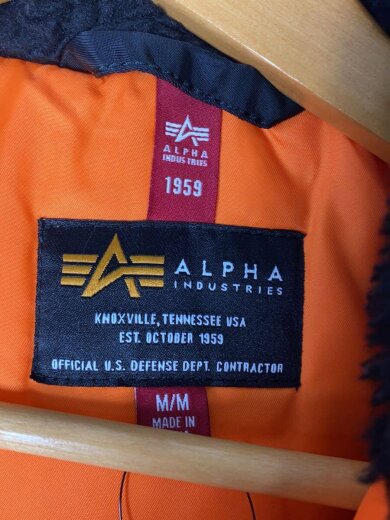 ALPHA
INDUSTRIES
1959
ALPHA
INDUSTRIES
KNOXVILLE, TENNESSEE USA
EST. OCTOBER 1959
OFFICIAL U.S. DEFENSE DEPT. CONTRACTOR
M/M
MADE IN